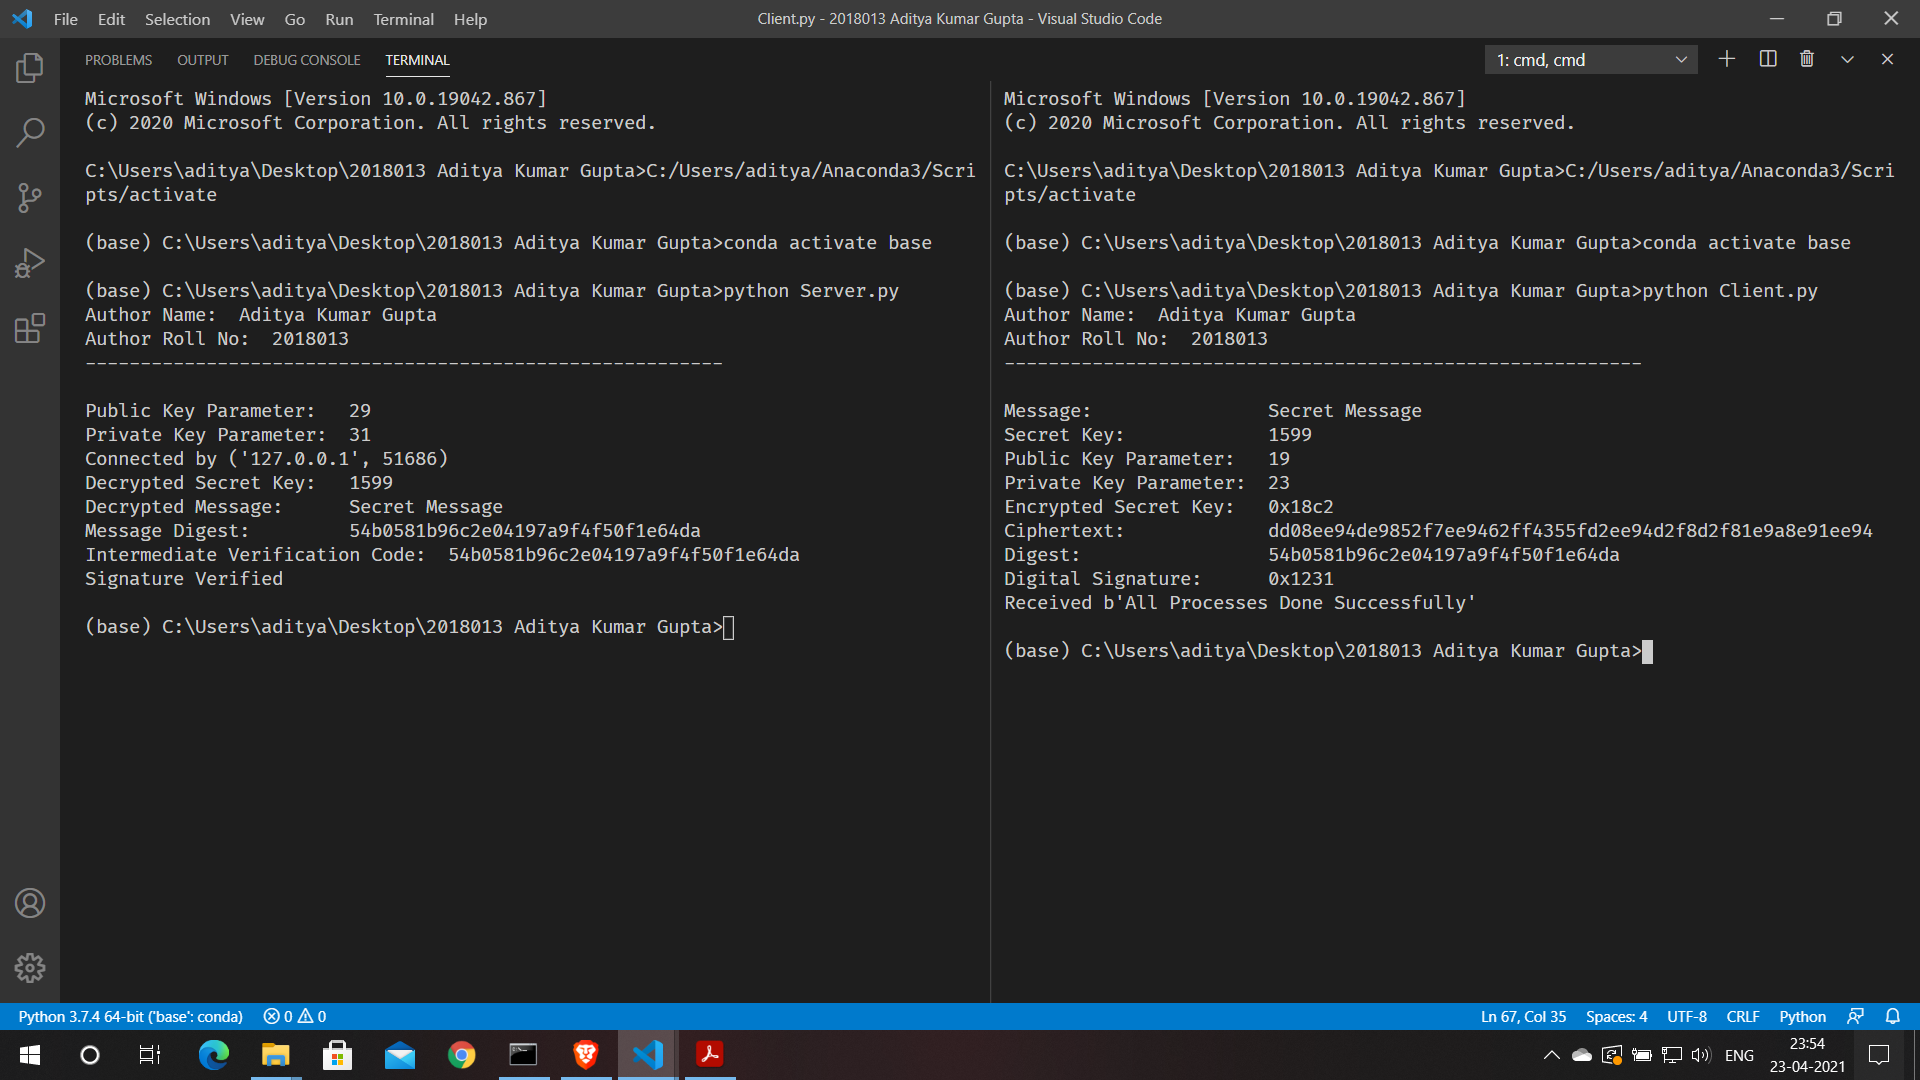 File Edit Selection View Go Run Terminal Help
Client.py - 2018013 Aditya Kumar Gupta - Visual Studio Code
PROBLEMS OUTPUT DEBUG CONSOLE TERMINAL
1: cmd, cmd
Microsoft Windows [Version 10.0.19042.867]
(c) 2020 Microsoft Corporation. All rights reserved.
C:\Users\aditya\Desktop\2018013 Aditya Kumar Gupta>C:/Users/aditya/Anaconda3/Scri
pts/activate
(base) C:\Users\aditya\Desktop\2018013 Aditya Kumar Gupta>conda activate base
(base) C:\Users\aditya\Desktop\2018013 Aditya Kumar Gupta>python Server.py
Author Name:  Aditya Kumar Gupta
Author Roll No:  2018013
----------------------------------------------------------
Public Key Parameter:   29
Private Key Parameter:  31
Connected by ('127.0.0.1', 51686)
Decrypted Secret Key:   1599
Decrypted Message:      Secret Message
Message Digest:         54b0581b96c2e04197a9f4f50f1e64da
Intermediate Verification Code:  54b0581b96c2e04197a9f4f50f1e64da
Signature Verified
(base) C:\Users\aditya\Desktop\2018013 Aditya Kumar Gupta>
Microsoft Windows [Version 10.0.19042.867]
(c) 2020 Microsoft Corporation. All rights reserved.
C:\Users\aditya\Desktop\2018013 Aditya Kumar Gupta>C:/Users/aditya/Anaconda3/Scri
pts/activate
(base) C:\Users\aditya\Desktop\2018013 Aditya Kumar Gupta>conda activate base
(base) C:\Users\aditya\Desktop\2018013 Aditya Kumar Gupta>python Client.py
Author Name:  Aditya Kumar Gupta
Author Roll No:  2018013
----------------------------------------------------------
Message:                Secret Message
Secret Key:             1599
Public Key Parameter:   19
Private Key Parameter:  23
Encrypted Secret Key:   0x18c2
Ciphertext:             dd08ee94de9852f7ee9462ff4355fd2ee94d2f8d2f81e9a8e91ee94
Digest:                 54b0581b96c2e04197a9f4f50f1e64da
Digital Signature:      0x1231
Received b'All Processes Done Successfully'
(base) C:\Users\aditya\Desktop\2018013 Aditya Kumar Gupta>
Python 3.7.4 64-bit ('base': conda) 0 0
Ln 67, Col 35 Spaces: 4 UTF-8 CRLF Python
ENG
23:54
23-04-2021